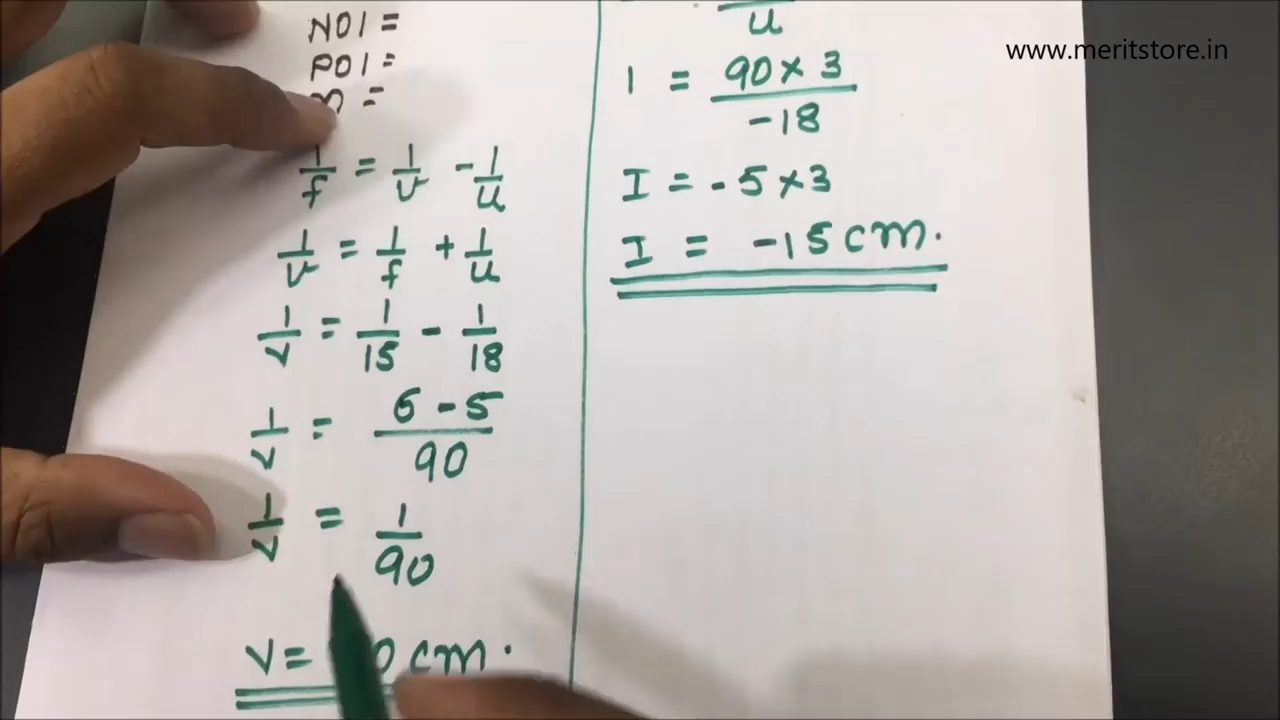 NOI =
POI =
m =
1/f = 1/v - 1/u
1/v = 1/f + 1/u
1/v = 1/15 - 1/18
1/v = 6 - 5/90
1/v = 1/90
V = 0 cm.
u
I = 90 × 3/-18
I = -5 × 3
I = -15 cm.
www.meritstore.in